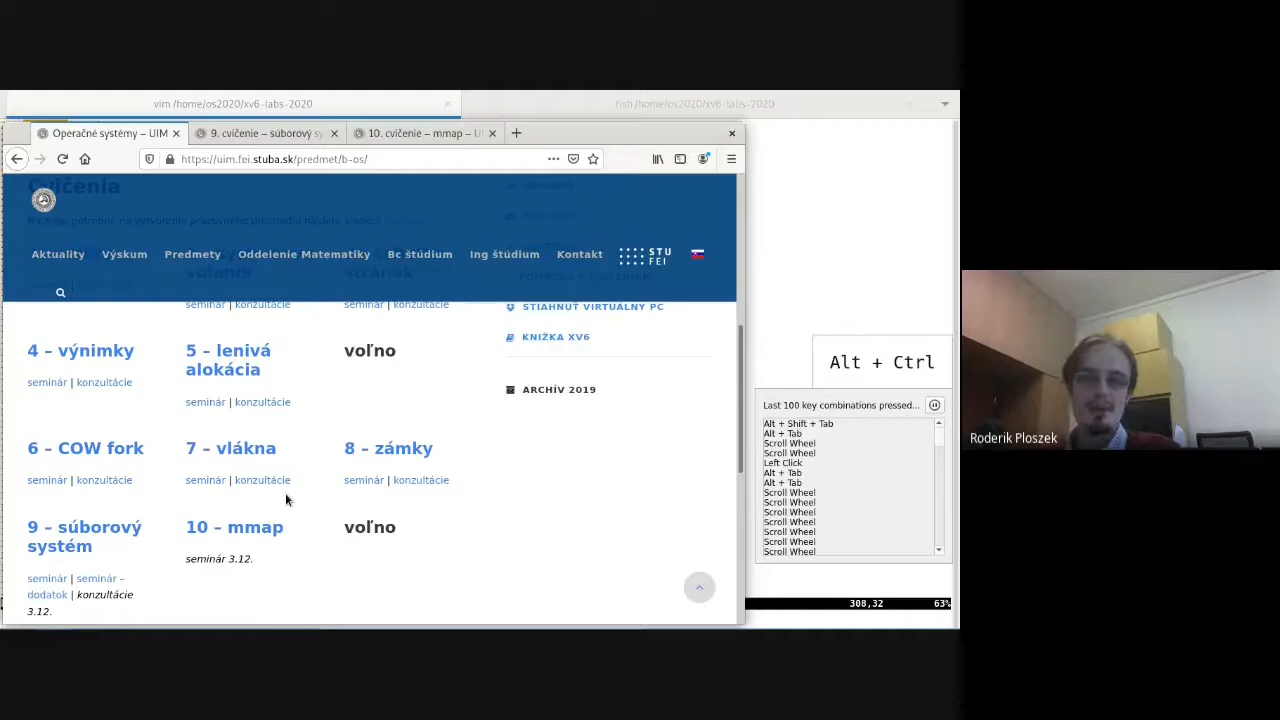 vim /home/os2020/xv6-labs-2020
fish /home/os2020/xv6-labs-2020
Operačné systémy – UIM
9. cvičenie – súborový sy
10. cvičenie – mmap – U
https://uim.fei.stuba.sk/predmet/b-os/
Cvičenia
Aktuality
Výskum
Predmety
Oddelenie Matematiky
Bc štúdium
Ing štúdium
Kontakt
STU
FEI
volanie
stránok
seminár | konzultácie
seminár | konzultácie
STIAHNUŤ VIRTUÁLNY PC
KNIŽKA XV6
ARCHÍV 2019
4 – výnimky
seminár | konzultácie
5 – lenivá
alokácia
seminár | konzultácie
voľno
6 – COW fork
seminár | konzultácie
7 – vlákna
seminár | konzultácie
8 – zámky
seminár | konzultácie
9 – súborový
systém
seminár | seminár –
dodatok | konzultácie
3.12.
10 – mmap
seminár 3.12.
voľno
Alt + Ctrl
Last 100 key combinations pressed...
Alt + Shift + Tab
Alt + Tab
Scroll Wheel
Scroll Wheel
Left Click
Alt + Tab
Alt + Tab
Scroll Wheel
Scroll Wheel
Scroll Wheel
Scroll Wheel
Scroll Wheel
Scroll Wheel
Scroll Wheel
308,32
63%
Roderik Ploszek